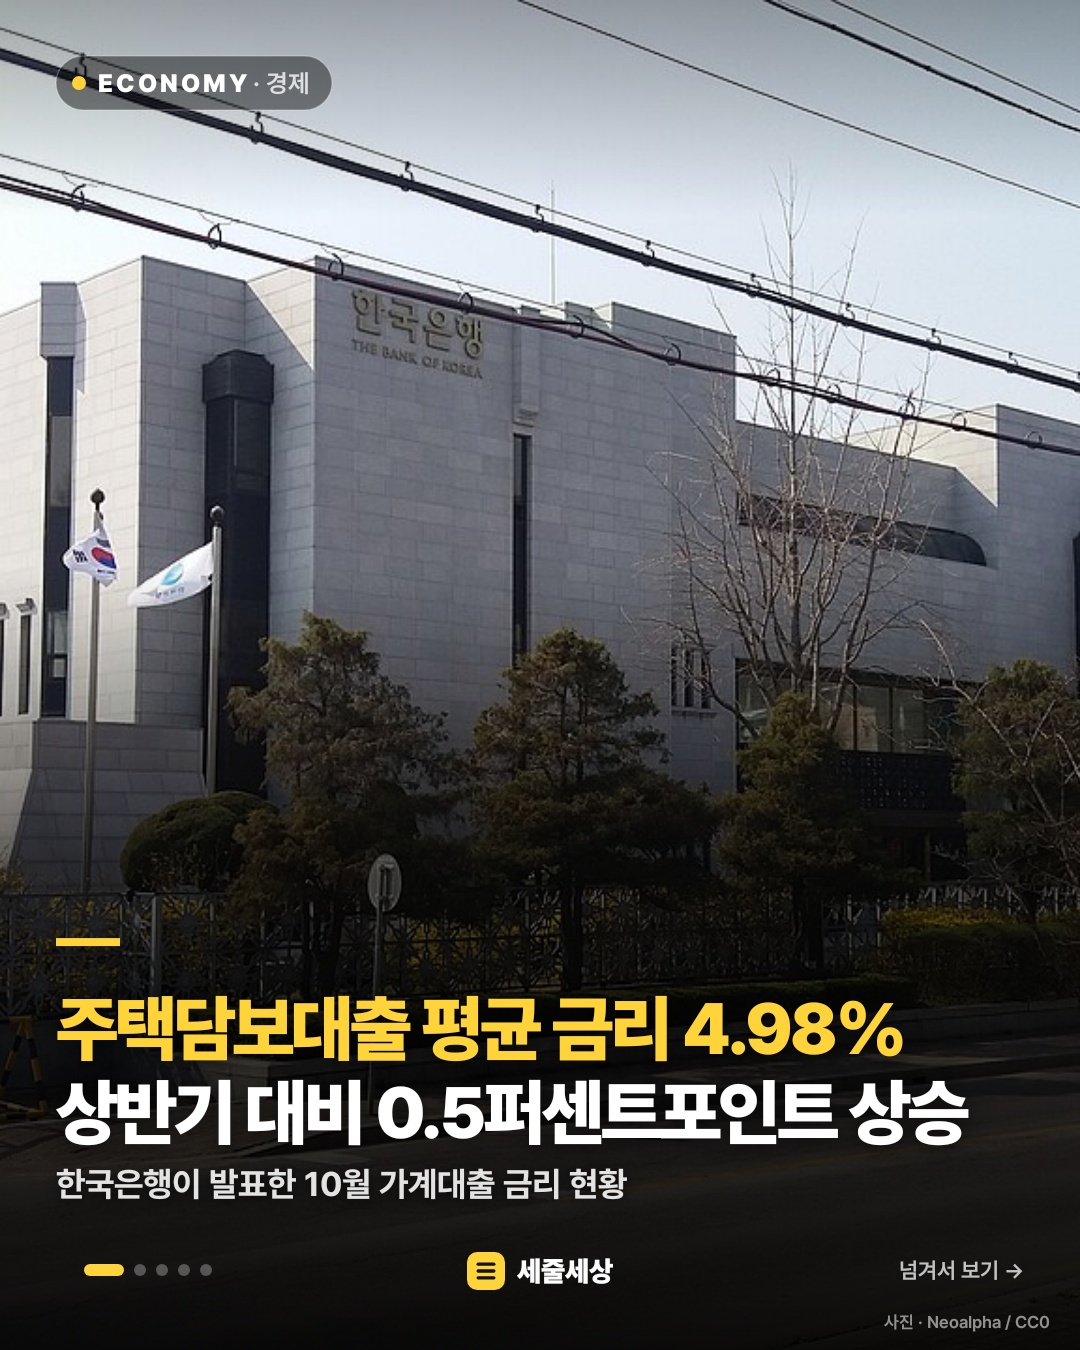 ECONOMY · 경제
한국은행
THE BANK OF KOREA
주택담보대출 평균 금리 4.98%
상반기 대비 0.5퍼센트포인트 상승
한국은행이 발표한 10월 가계대출 금리 현황
세줄세상
넘겨서 보기 →
사진 · Neoalpha / CC0